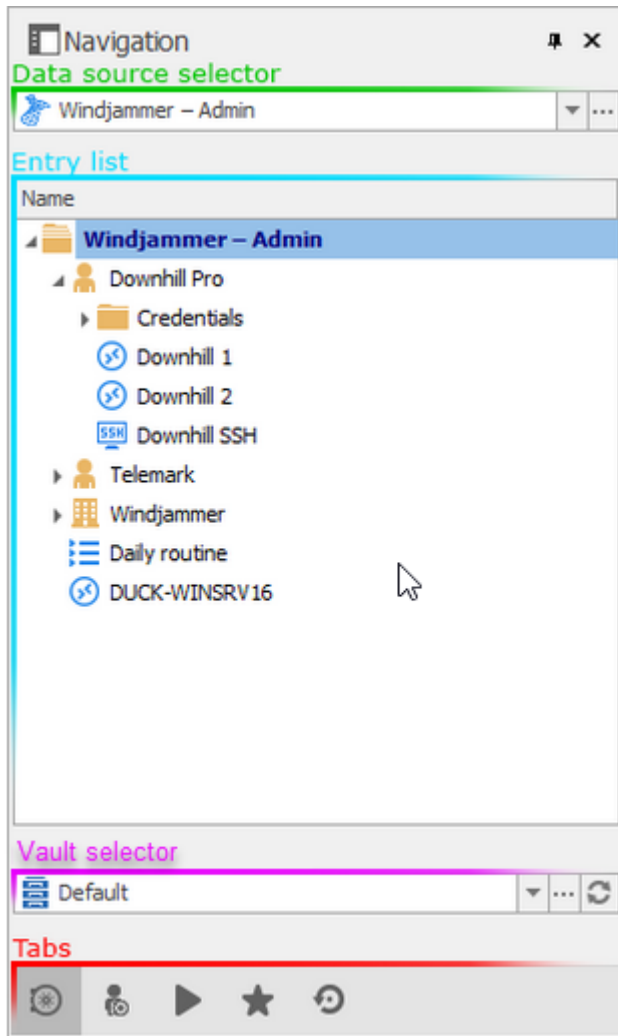 Navigation
Data source selector
Windjammer – Admin
Entry list
Name
Windjammer – Admin
Downhill Pro
Credentials
Downhill 1
Downhill 2
SSH Downhill SSH
Telemark
Windjammer
Daily routine
DUCK-WINSRV16
Vault selector
Default
Tabs